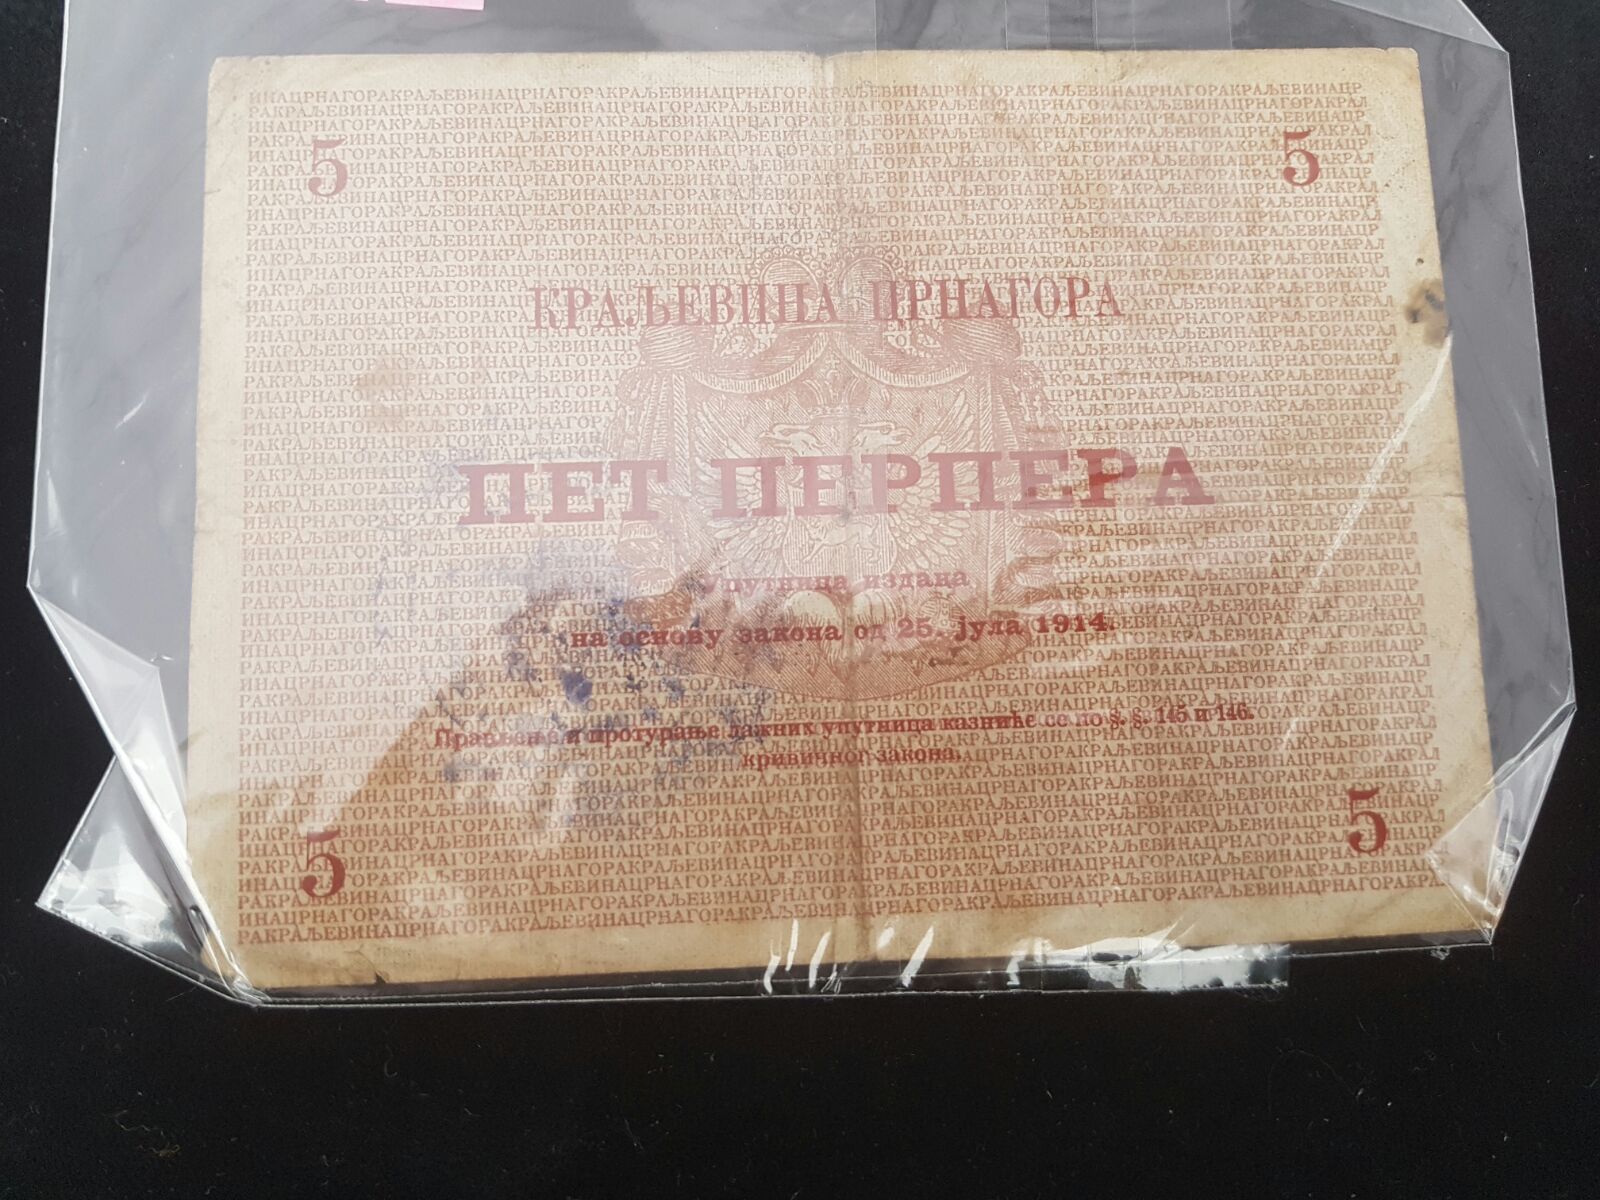 5 5
КРАЉЕВИНА ЦРНАГОРА
ПЕТ ПЕРПЕРА
Упутница издана
на основу закона од 25. јула 1914.
Прављење и протурање лажних упутница казниће се по §. §. 145 и 146.
кривичног закона.
5 5